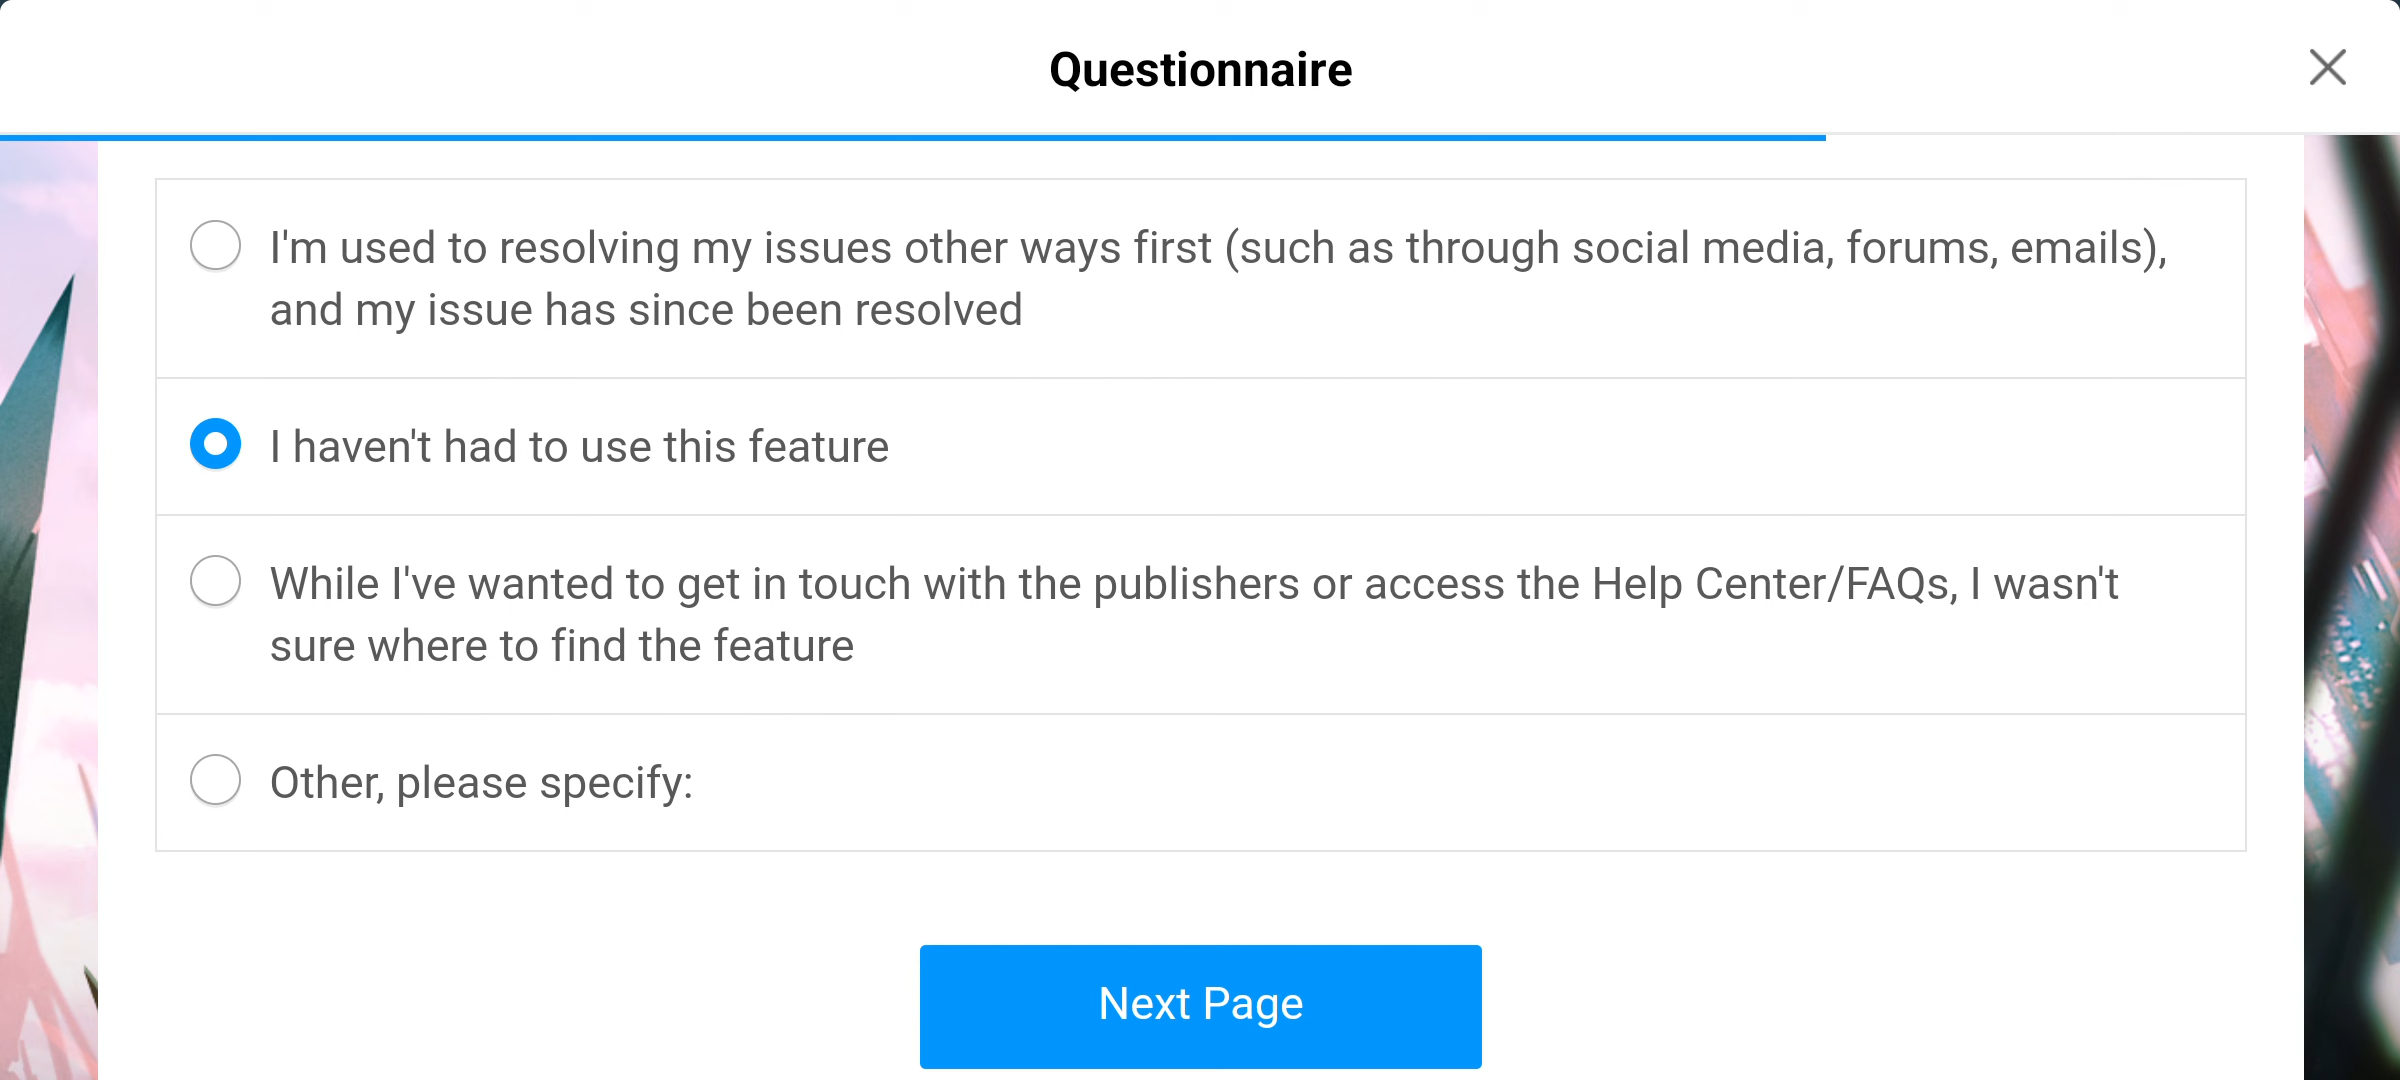 Questionnaire
I'm used to resolving my issues other ways first (such as through social media, forums, emails),
and my issue has since been resolved
I haven't had to use this feature
While I've wanted to get in touch with the publishers or access the Help Center/FAQs, I wasn't
sure where to find the feature
Other, please specify:
Next Page